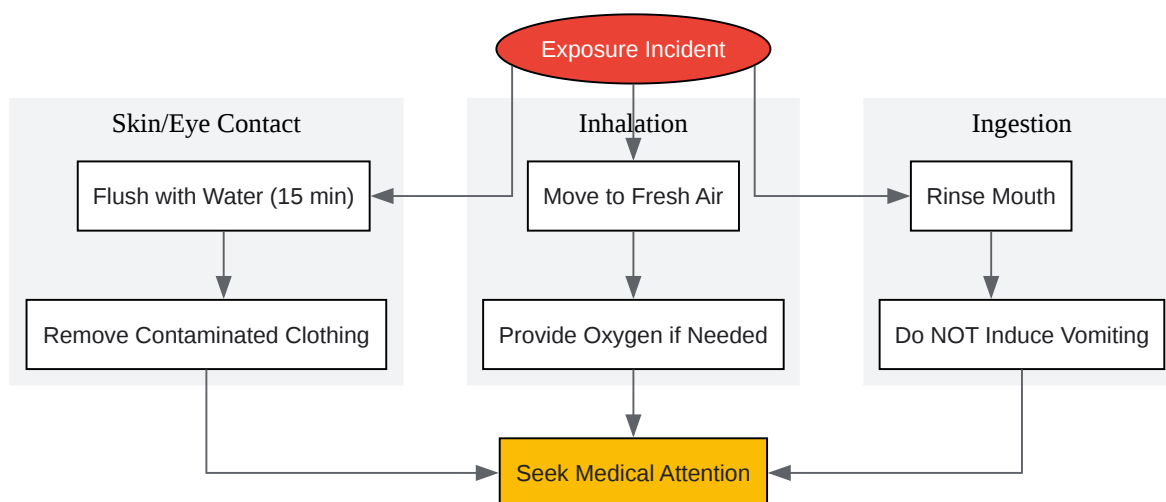 Exposure Incident
Skin/Eye Contact
Inhalation
Ingestion
Flush with Water (15 min)
Move to Fresh Air
Rinse Mouth
Remove Contaminated Clothing
Provide Oxygen if Needed
Do NOT Induce Vomiting
Seek Medical Attention